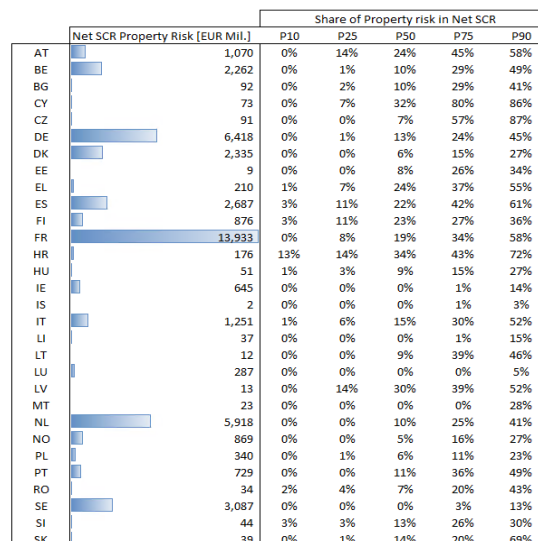 Share of Property risk in Net SCR
Net SCR Property Risk [EUR Mil.] P10 P25 P50 P75 P90
AT 1,070 0% 14% 24% 45% 58%
BE 2,262 0% 1% 10% 29% 49%
BG 92 0% 2% 10% 29% 41%
CY 73 0% 7% 32% 80% 86%
CZ 91 0% 0% 7% 57% 87%
DE 6,418 0% 1% 13% 24% 45%
DK 2,335 0% 0% 6% 15% 27%
EE 9 0% 0% 8% 26% 34%
EL 210 1% 7% 24% 37% 55%
ES 2,687 3% 11% 22% 42% 61%
FI 876 3% 11% 23% 27% 36%
FR 13,933 0% 8% 19% 34% 58%
HR 176 13% 14% 34% 43% 72%
HU 51 1% 3% 9% 15% 27%
IE 645 0% 0% 0% 1% 14%
IS 2 0% 0% 0% 1% 3%
IT 1,251 1% 6% 15% 30% 52%
LI 37 0% 0% 0% 1% 15%
LT 12 0% 0% 9% 39% 46%
LU 287 0% 0% 0% 0% 5%
LV 13 0% 14% 30% 39% 52%
MT 23 0% 0% 0% 0% 28%
NL 5,918 0% 0% 10% 25% 41%
NO 869 0% 0% 5% 16% 27%
PL 340 0% 1% 6% 11% 23%
PT 729 0% 0% 11% 36% 49%
RO 34 2% 4% 7% 20% 43%
SE 3,087 0% 0% 0% 3% 13%
SI 44 3% 3% 13% 26% 30%
SK 39 0% 1% 14% 20% 69%